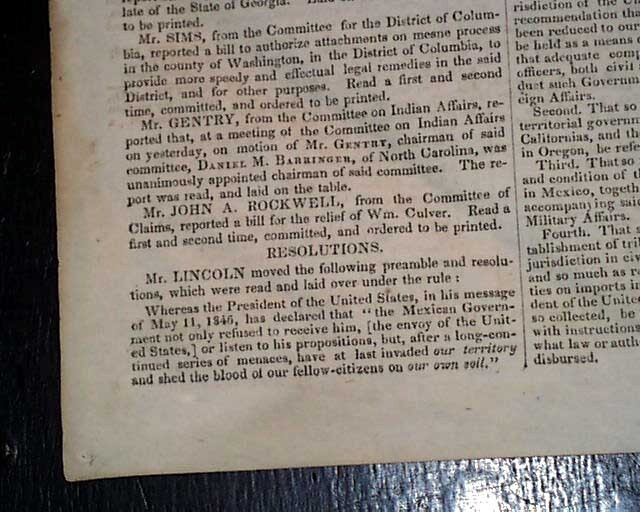 late of the State of Georgia.
to be printed.
Mr. SIMS, from the Committee for the District of Colum-
bia, reported a bill to authorize attachments on mesne process
in the county of Washington, in the District of Columbia, to
provide more speedy and effectual legal remedies in the said
District, and for other purposes. Read a first and second
time, committed, and ordered to be printed.
Mr. GENTRY, from the Committee on Indian Affairs, re-
ported that, at a meeting of the Committee on Indian Affairs
on yesterday, on motion of Mr. GENTRY, chairman of said
committee, DANIEL M. BARRINGER, of North Carolina, was
unanimously appointed chairman of said committee. The re-
port was read, and laid on the table.
Mr. JOHN A. ROCKWELL, from the Committee of
Claims, reported a bill for the relief of Wm. Culver. Read a
first and second time, committed, and ordered to be printed.
RESOLUTIONS.
Mr. LINCOLN moved the following preamble and resolu-
tions, which were read and laid over under the rule:
Whereas the President of the United States, in his message
of May 11, 1846, has declared that "the Mexican Govern-
ment not only refused to receive him, [the envoy of the Unit-
ed States,] or listen to his propositions, but, after a long-con-
tinued series of menaces, have at last invaded our territory
and shed the blood of our fellow-citizens on our own soil."
risdiction of the
recommendation tha
been reduced to our
be held as a means
that adequate
officers, both civil
duct such Governm
eign Affairs.
Second. That so
territorial governm
Californias, and th
in Oregon, be refe
Third. That so
and condition of t
in Mexico, togeth
accompanying said
Military Affairs.
Fourth. That s
tablishment of tri
jurisdiction in civ
and so much as r
ties on imports in
dent of the United
so collected, be
with instruction
what law or auth
disbursed.